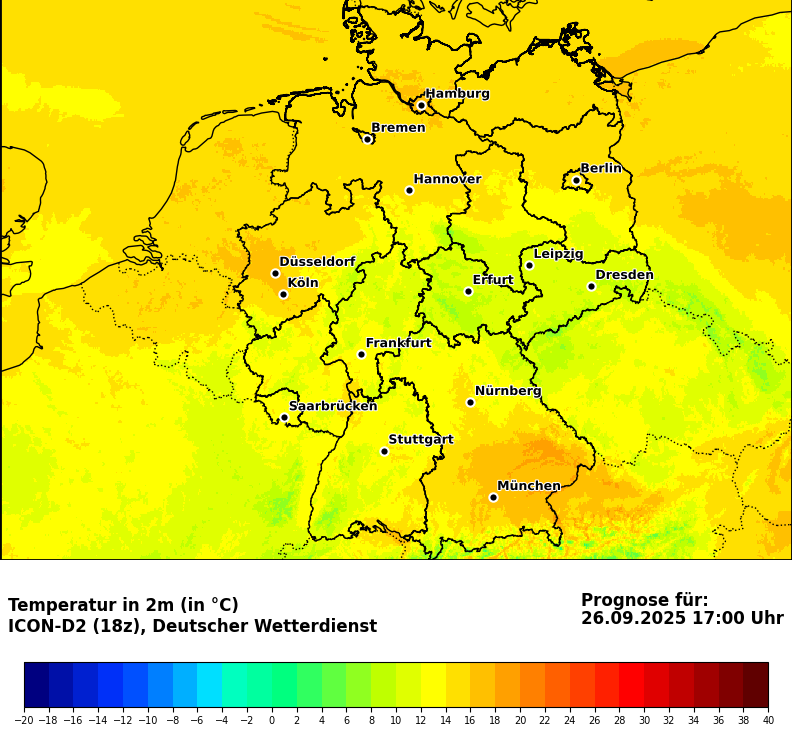 Hamburg
Bremen
Berlin
Hannover
Leipzig
Düsseldorf
Dresden
Köln
Erfurt
Frankfurt
Nürnberg
Saarbrücken
Stuttgart
München
Temperatur in 2m (in °C)
ICON-D2 (18z), Deutscher Wetterdienst
Prognose für:
26.09.2025 17:00 Uhr
−20 −18 −16 −14 −12 −10 −8 −6 −4 −2 0 2 4 6 8 10 12 14 16 18 20 22 24 26 28 30 32 34 36 38 40